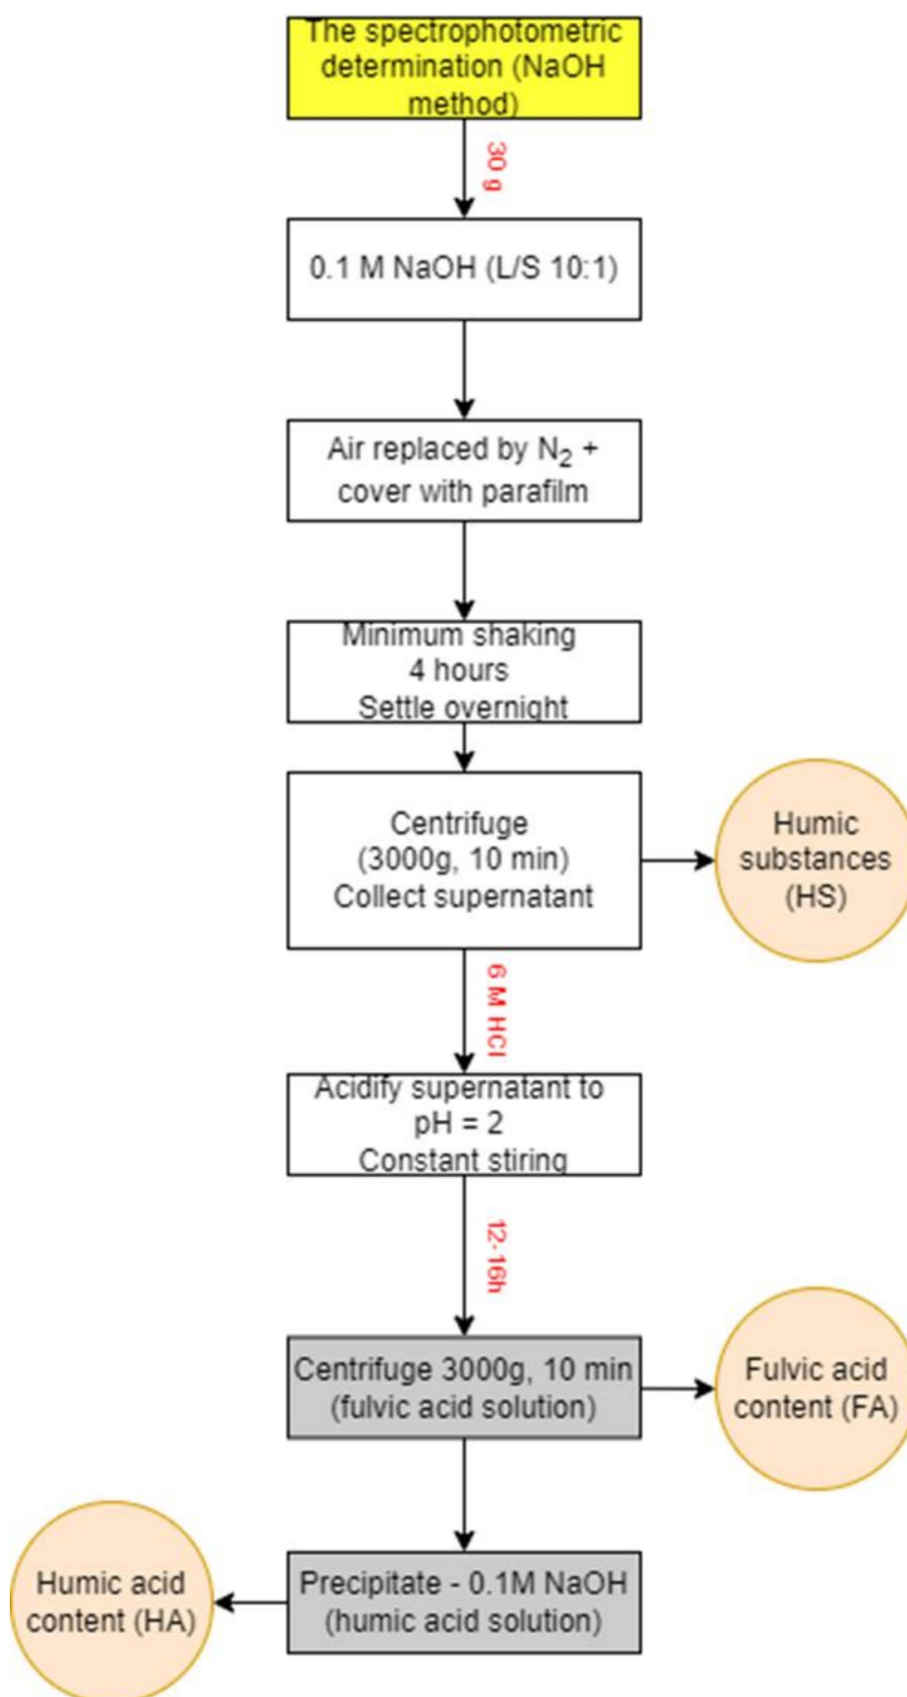 The spectrophotometric
determination (NaOH
method)
30 g
0.1 M NaOH (L/S 10:1)
Air replaced by N₂ +
cover with parafilm
Minimum shaking
4 hours
Settle overnight
Centrifuge
(3000g, 10 min)
Collect supernatant
Humic
substances
(HS)
6 M HCl
Acidify supernatant to
pH = 2
Constant stiring
12-16h
Centrifuge 3000g, 10 min
(fulvic acid solution)
Fulvic acid
content (FA)
Precipitate - 0.1M NaOH
(humic acid solution)
Humic acid
content (HA)